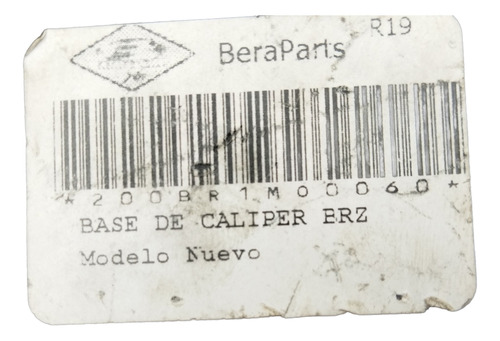 R19
BeraParts
*200BR1M00060*
BASE DE CALIPER BRZ
Modelo Nuevo